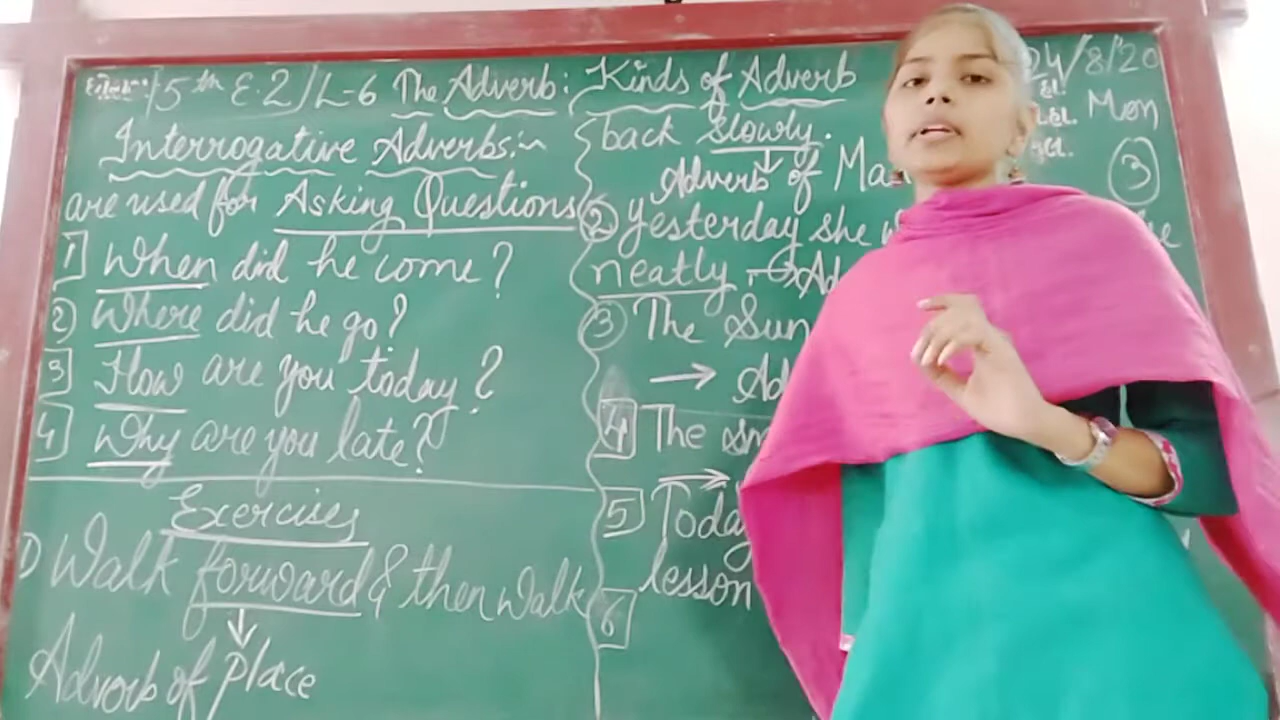 5th E.2 / L-6 The Adverb : Kinds of Adverb
24/8/20
Mon
3
Interrogative Adverbs :~
are used for Asking Questions
1 When did he come?
2) Where did he go?
3 How are you today?
4 Why are you late?
Exercises
1) Walk forward & then walk
Adverb of place
back slowly.
Adverb of Ma
2 yesterday she
neatly →Ad
3 The Sun
→ Ad
4 The sm
5 Today
lesson
6